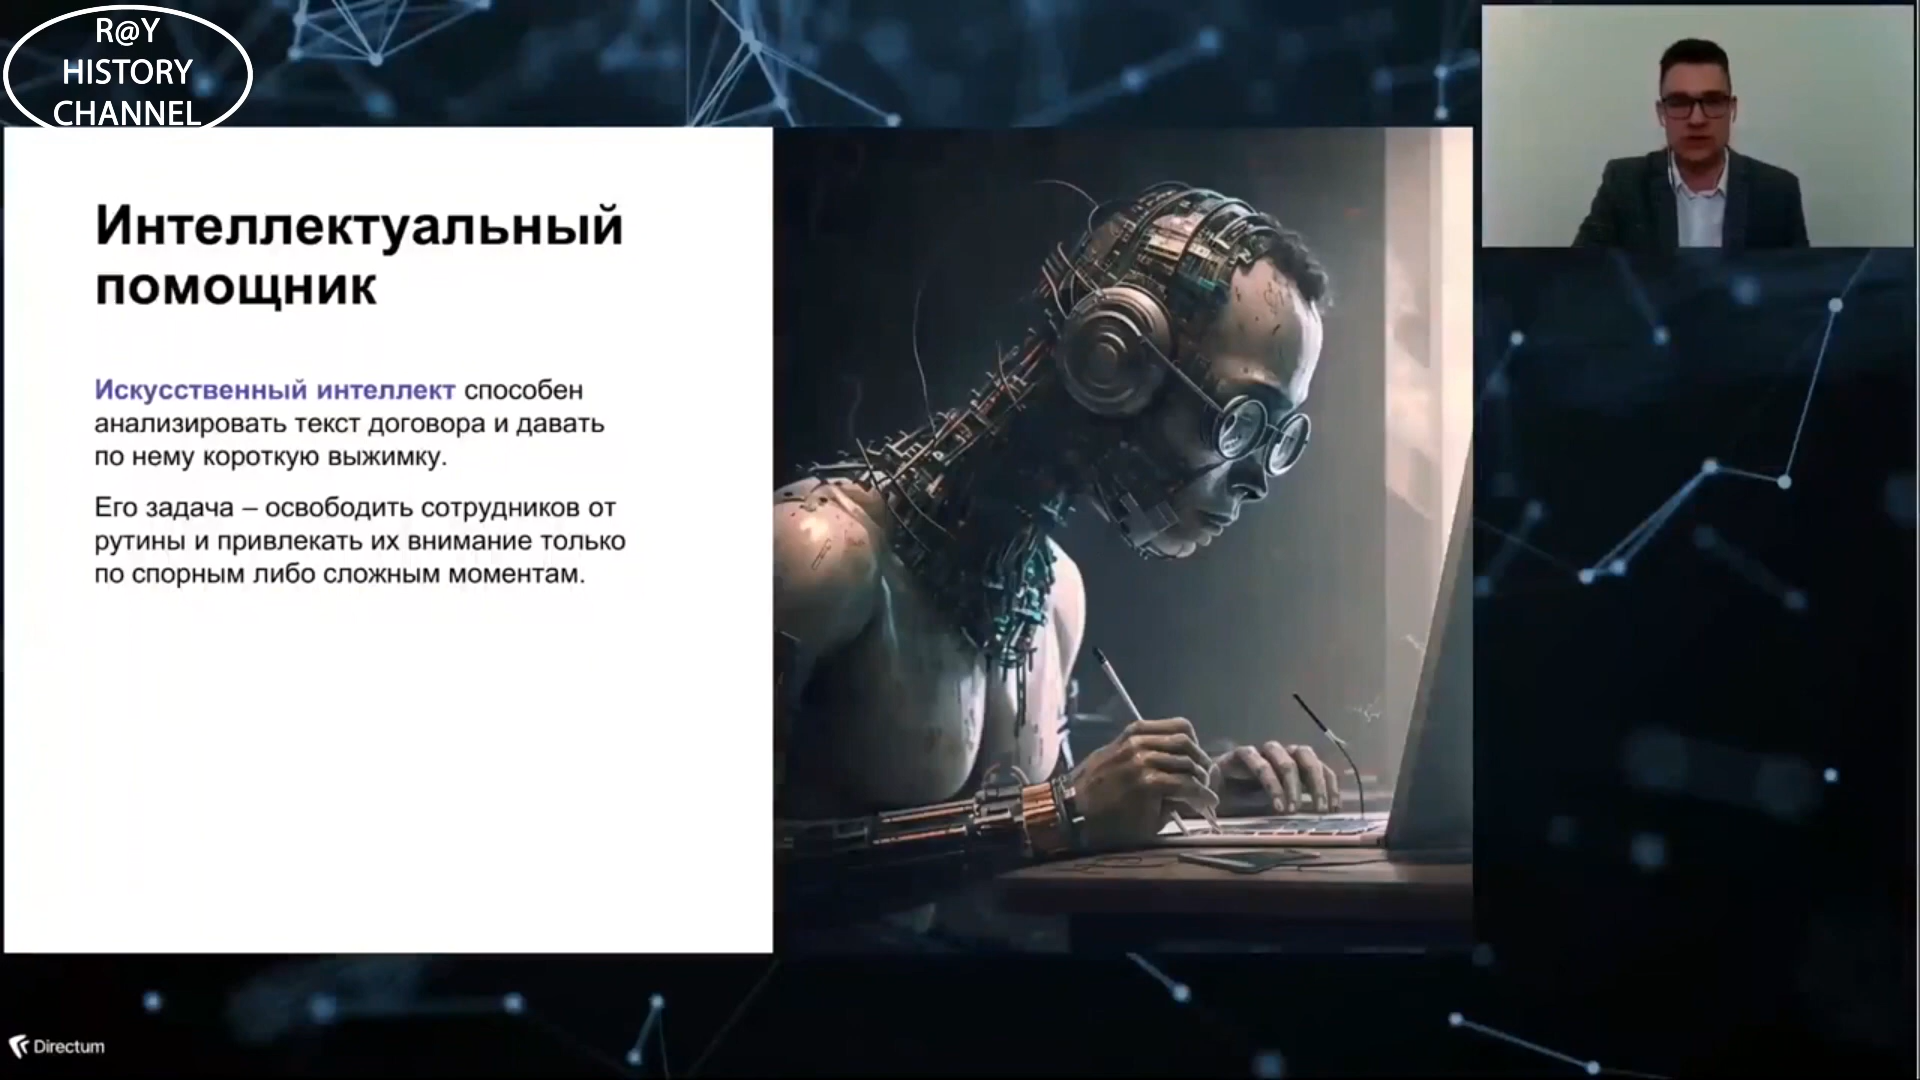 R@Y
HISTORY
CHANNEL
Интеллектуальный
помощник
Искусственный интеллект способен
анализировать текст договора и давать
по нему короткую выжимку.
Его задача – освободить сотрудников от
рутины и привлекать их внимание только
по спорным либо сложным моментам.
Directum